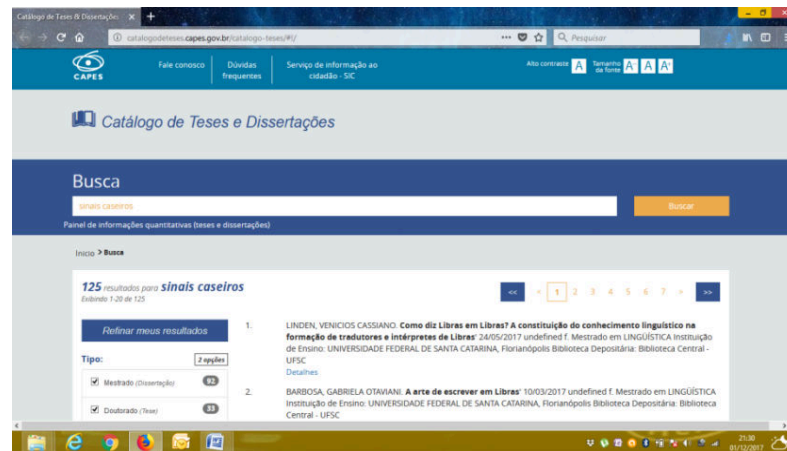 Catálogo de Teses & Dissertações
catalogodeteses.capes.gov.br/catalogo-teses/#!/
Pesquisar
CAPES
Fale conosco
Dúvidas
frequentes
Serviço de informação ao
cidadão - SIC
Alto contraste A
Tamanho
da fonte A- A A+
Catálogo de Teses e Dissertações
Busca
sinais caseiros
Buscar
Painel de informações quantitativas (teses e dissertações)
Início > Busca
125 resultados para sinais caseiros
Exibindo 1-20 de 125
<< < 1 2 3 4 5 6 7 » >>
Refinar meus resultados
Tipo: 2 opções
Mestrado (Dissertação) 92
Doutorado (Tese) 33
1. LINDEN, VENICIOS CASSIANO. Como diz Libras em Libras? A constituição do conhecimento linguístico na
formação de tradutores e intérpretes de Libras' 24/05/2017 undefined f. Mestrado em LINGÜÍSTICA Instituição
de Ensino: UNIVERSIDADE FEDERAL DE SANTA CATARINA, Florianópolis Biblioteca Depositária: Biblioteca Central -
UFSC
Detalhes
2. BARBOSA, GABRIELA OTAVIANI. A arte de escrever em Libras' 10/03/2017 undefined f. Mestrado em LINGÜÍSTICA
Instituição de Ensino: UNIVERSIDADE FEDERAL DE SANTA CATARINA, Florianópolis Biblioteca Depositária: Biblioteca
Central - UFSC
21:30
01/12/2017